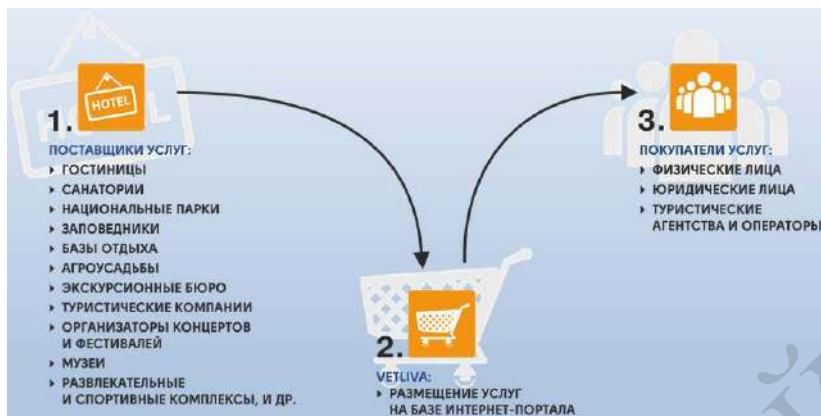 HOTEL
1.
ПОСТАВЩИКИ УСЛУГ:
ГОСТИНИЦЫ
САНАТОРИИ
НАЦИОНАЛЬНЫЕ ПАРКИ
ЗАПОВЕДНИКИ
БАЗЫ ОТДЫХА
АГРОУСАДЬБЫ
ЭКСКУРСИОННЫЕ БЮРО
ТУРИСТИЧЕСКИЕ КОМПАНИИ
ОРГАНИЗАТОРЫ КОНЦЕРТОВ
И ФЕСТИВАЛЕЙ
МУЗЕИ
РАЗВЛЕКАТЕЛЬНЫЕ
И СПОРТИВНЫЕ КОМПЛЕКСЫ, И ДР.
2.
VETLIVA:
РАЗМЕЩЕНИЕ УСЛУГ
НА БАЗЕ ИНТЕРНЕТ-ПОРТАЛА
3.
ПОКУПАТЕЛИ УСЛУГ:
ФИЗИЧЕСКИЕ ЛИЦА
ЮРИДИЧЕСКИЕ ЛИЦА
ТУРИСТИЧЕСКИЕ
АГЕНТСТВА И ОПЕРАТОРЫ